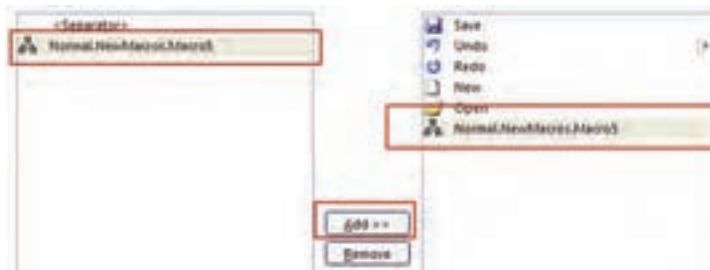 <Separator>
Normal.NewMacros.Macro5
Save
Undo
Redo
New
Open
Normal.NewMacros.Macro5
Add >>
Remove